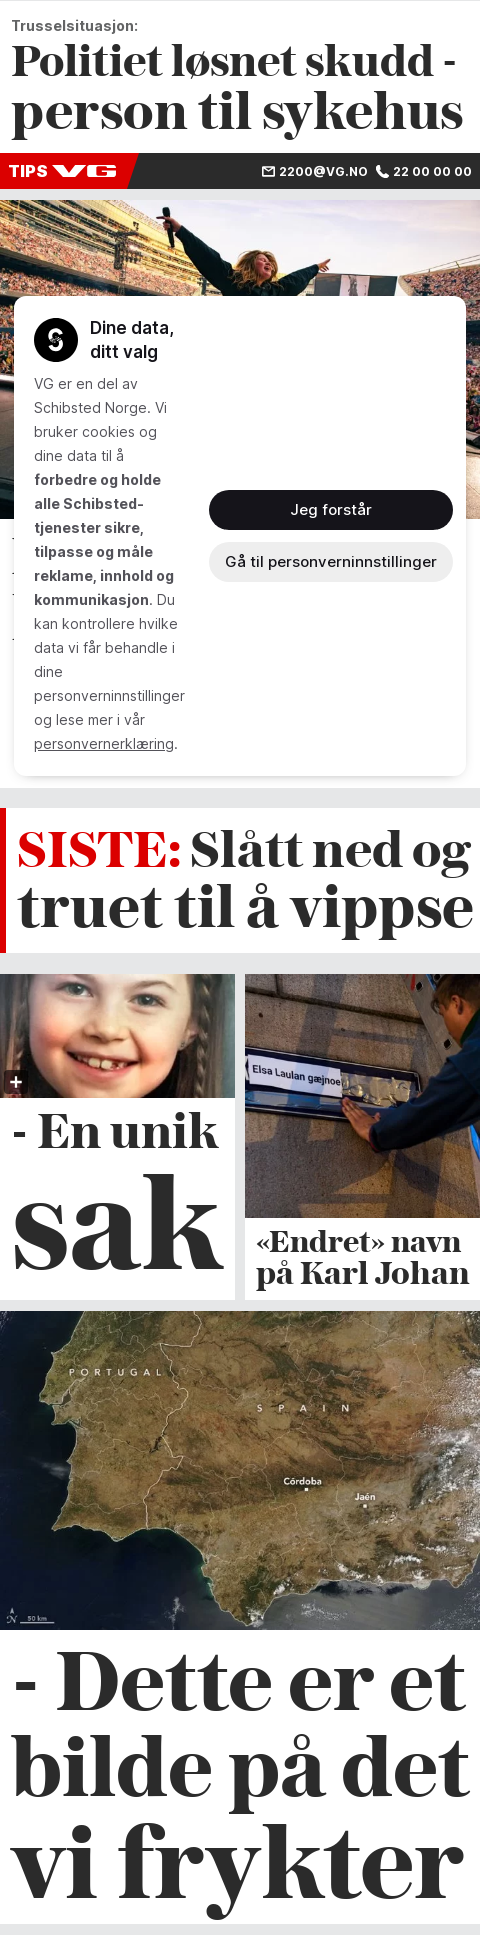 Trusselsituasjon:
Politiet løsnet skudd -
person til sykehus
TIPS VG
2200@VG.NO 22 00 00 00
Dine data,
ditt valg
VG er en del av
Schibsted Norge. Vi
bruker cookies og
dine data til å
forbedre og holde
alle Schibsted-
tjenester sikre,
tilpasse og måle
reklame, innhold og
kommunikasjon. Du
kan kontrollere hvilke
data vi får behandle i
dine
personverninnstillinger
og lese mer i vår
personvernerklæring.
Jeg forstår
Gå til personverninnstillinger
SISTE: Slått ned og
truet til å vippse
- En unik
sak
Elsa Laulan gæjnoe
«Endret» navn
på Karl Johan
PORTUGAL
SPAIN
Córdoba
Jaén
N
50 km
- Dette er et
bilde på det
vi frykter